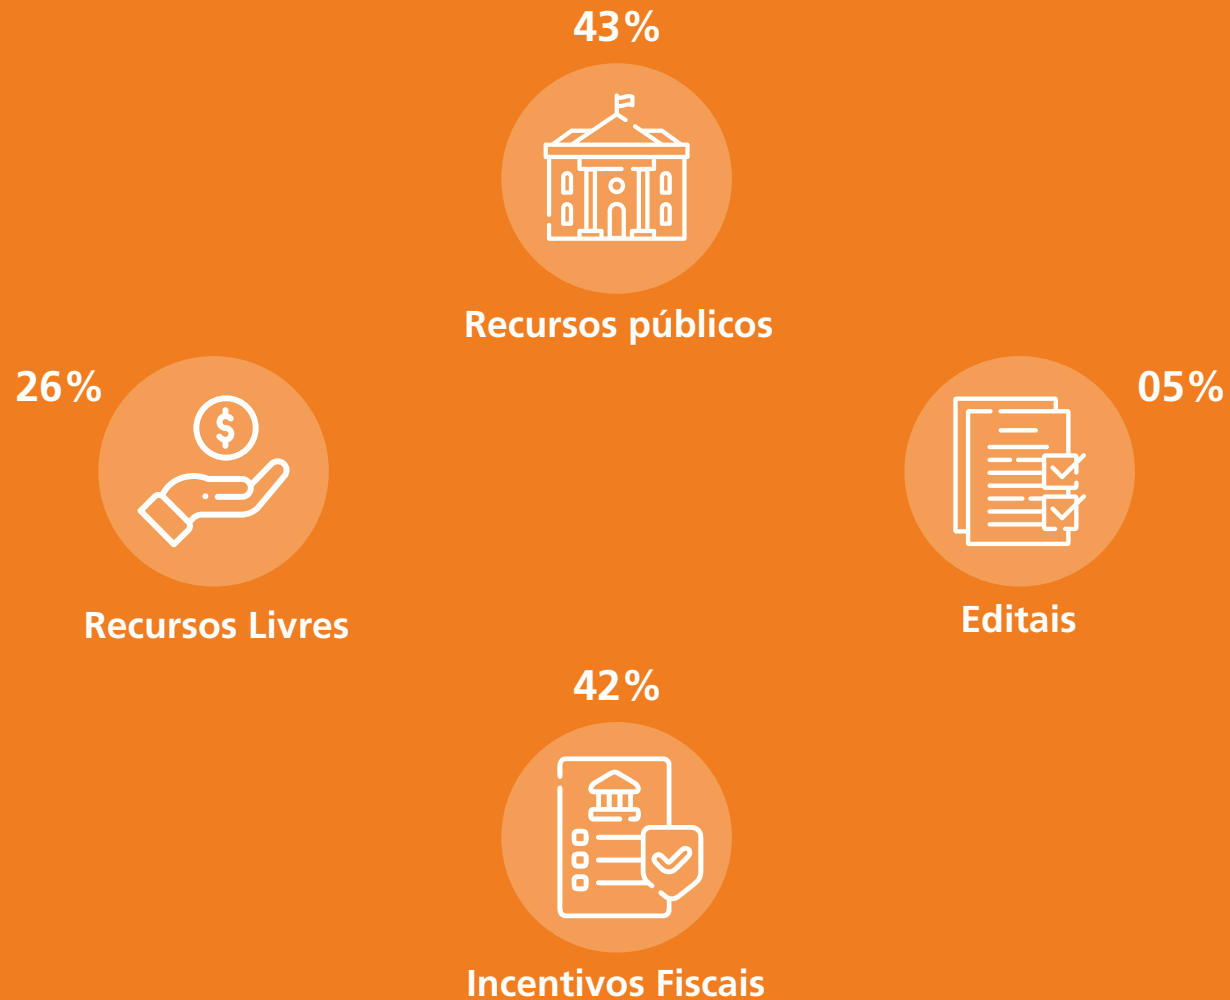 43%
Recursos públicos
26%
Recursos Livres
05%
Editais
42%
Incentivos Fiscais